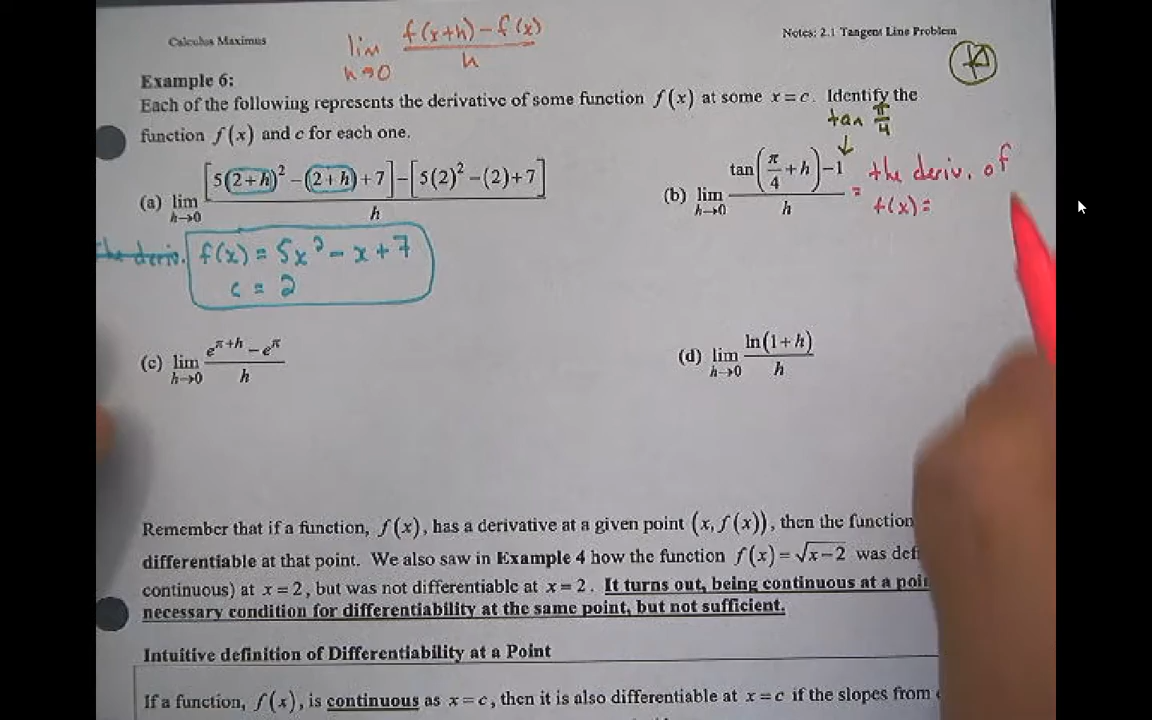 Calculus Maximus
Notes: 2.1 Tangent Line Problem
lim h→0 f(x+h)-f(x) / h
Example 6:
Each of the following represents the derivative of some function f(x) at some x=c. Identify the
function f(x) and c for each one.
tan π/4
(a) lim h→0 [5(2+h)²-(2+h)+7]-[5(2)²-(2)+7] / h
(b) lim h→0 tan(π/4+h)-1 / h = the deriv. of
f(x) =
the deriv.
f(x) = 5x² - x + 7
c = 2
(c) lim h→0 e^(π+h) - e^π / h
(d) lim h→0 ln(1+h) / h
Remember that if a function, f(x), has a derivative at a given point (x, f(x)), then the function
differentiable at that point. We also saw in Example 4 how the function f(x)=√x-2 was def
continuous) at x=2, but was not differentiable at x=2. It turns out, being continuous at a poi
necessary condition for differentiability at the same point, but not sufficient.
Intuitive definition of Differentiability at a Point
If a function, f(x), is continuous as x=c, then it is also differentiable at x=c if the slopes from